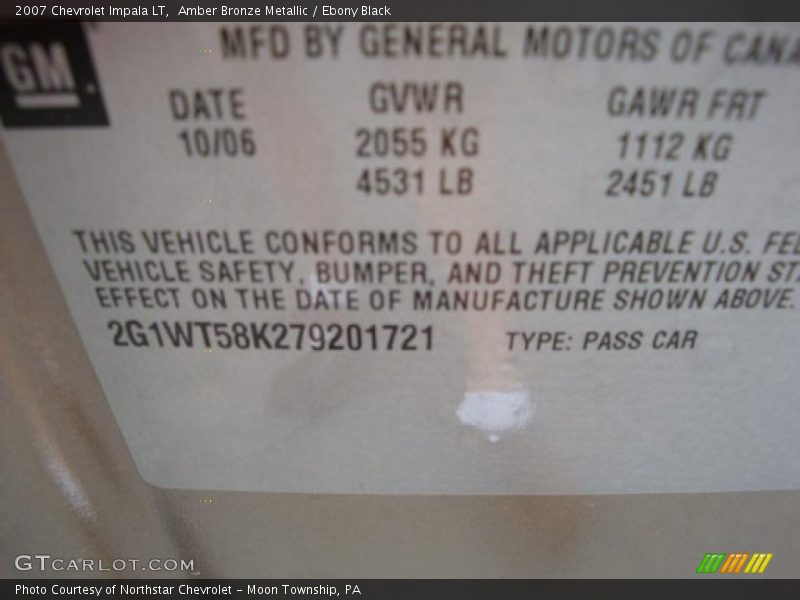 2007 Chevrolet Impala LT,  Amber Bronze Metallic / Ebony Black
GM
MFD BY GENERAL MOTORS OF CANA
DATE GVWR GAWR FRT
10/06 2055 KG 1112 KG
4531 LB 2451 LB
THIS VEHICLE CONFORMS TO ALL APPLICABLE U.S. FED
VEHICLE SAFETY, BUMPER, AND THEFT PREVENTION STA
EFFECT ON THE DATE OF MANUFACTURE SHOWN ABOVE.
2G1WT58K279201721 TYPE: PASS CAR
GTCARLOT.COM
Photo Courtesy of Northstar Chevrolet - Moon Township, PA